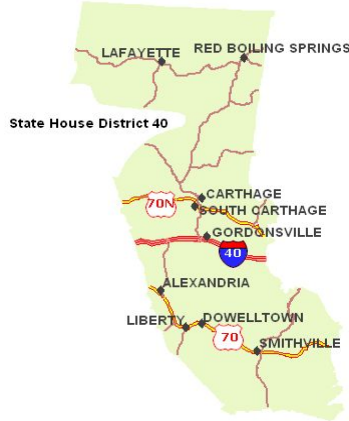 LAFAYETTE
RED BOILING SPRINGS
State House District 40
70N
CARTHAGE
SOUTH CARTHAGE
GORDONSVILLE
40
ALEXANDRIA
LIBERTY
DOWELLTOWN
70
SMITHVILLE